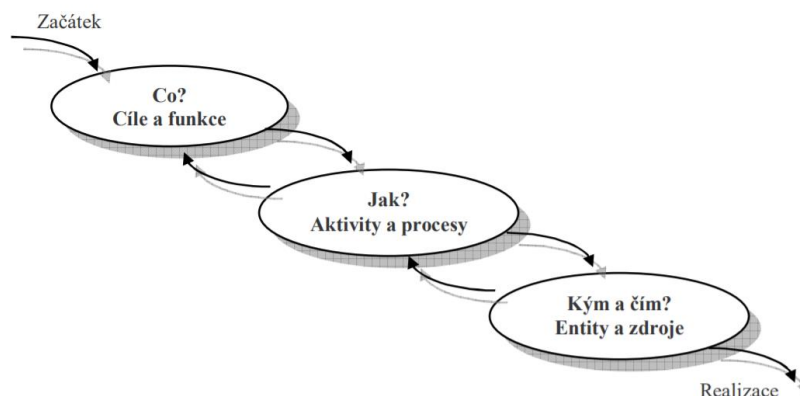 Začátek
Co?
Cíle a funkce
Jak?
Aktivity a procesy
Kým a čím?
Entity a zdroje
Realizace